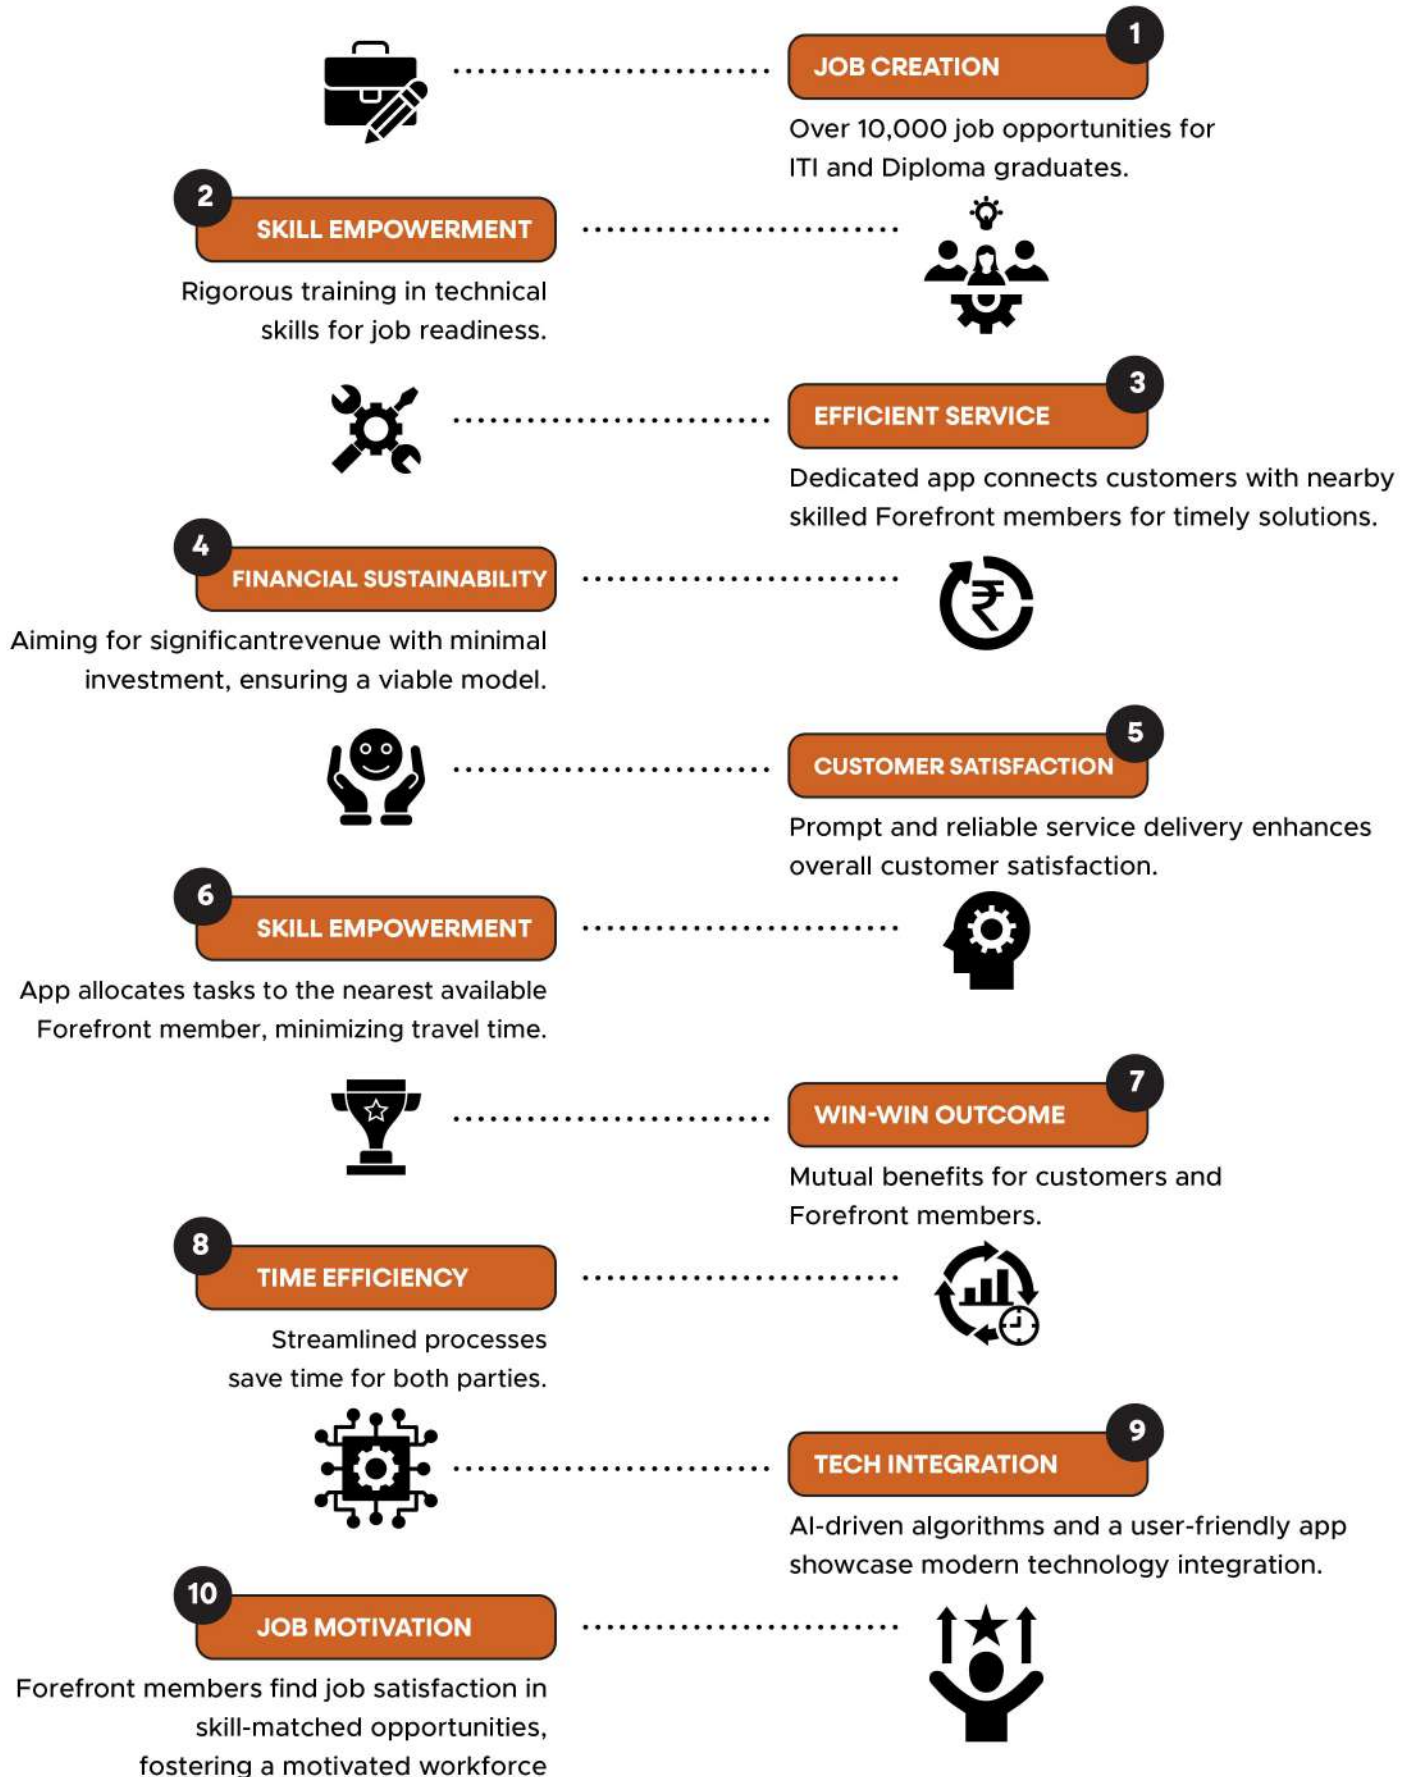 1
JOB CREATION
Over 10,000 job opportunities for
ITI and Diploma graduates.
2
SKILL EMPOWERMENT
Rigorous training in technical
skills for job readiness.
3
EFFICIENT SERVICE
Dedicated app connects customers with nearby
skilled Forefront members for timely solutions.
4
FINANCIAL SUSTAINABILITY
Aiming for significantrevenue with minimal
investment, ensuring a viable model.
₹
5
CUSTOMER SATISFACTION
Prompt and reliable service delivery enhances
overall customer satisfaction.
6
SKILL EMPOWERMENT
App allocates tasks to the nearest available
Forefront member, minimizing travel time.
7
WIN-WIN OUTCOME
Mutual benefits for customers and
Forefront members.
8
TIME EFFICIENCY
Streamlined processes
save time for both parties.
9
TECH INTEGRATION
AI-driven algorithms and a user-friendly app
showcase modern technology integration.
10
JOB MOTIVATION
Forefront members find job satisfaction in
skill-matched opportunities,
fostering a motivated workforce